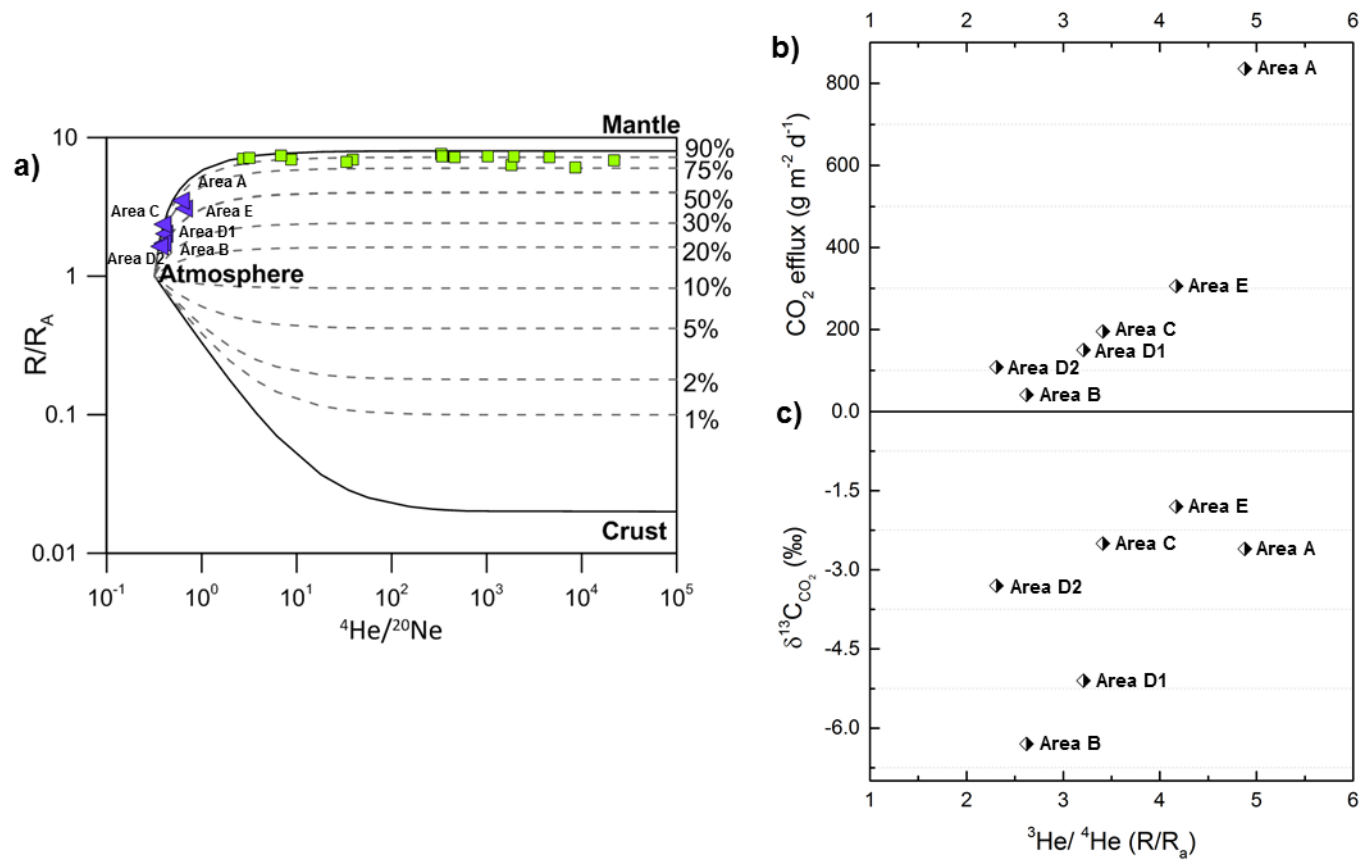 a)
10
1
0.1
0.01
R/R_A
10⁻¹ 10⁰ 10¹ 10² 10³ 10⁴ 10⁵
⁴He/²⁰Ne
Mantle
90%
75%
50%
30%
20%
10%
5%
2%
1%
Area A
Area C
Area E
Area D1
Area B
Area D2
Atmosphere
Crust
b)
1 2 3 4 5 6
800
600
400
200
0.0
CO₂ efflux (g m⁻² d⁻¹)
Area A
Area E
Area C
Area D1
Area D2
Area B
c)
-1.5
-3.0
-4.5
-6.0
δ¹³C_CO₂ (‰)
Area E
Area C
Area A
Area D2
Area D1
Area B
1 2 3 4 5 6
³He/ ⁴He (R/Rₐ)